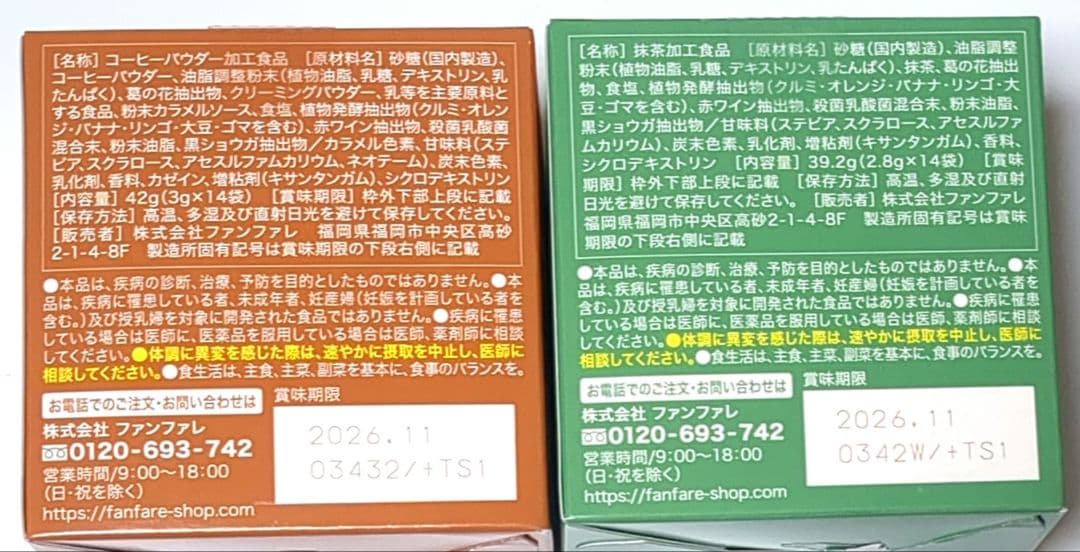 [名称]コーヒーパウダー加工食品 [原材料名]砂糖(国内製造)、
コーヒーパウダー、油脂調整粉末(植物油脂、乳糖、デキストリン、乳
たんぱく)、葛の花抽出物、クリーミングパウダー、乳等を主要原料と
する食品、粉末カラメルソース、食塩、植物発酵抽出物(クルミ・オレン
ジ・バナナ・リンゴ・大豆・ゴマを含む)、赤ワイン抽出物、殺菌乳酸菌
混合末、粉末油脂、黒ショウガ抽出物/カラメル色素、甘味料(ステ
ビア、スクラロース、アセスルファムカリウム、ネオテーム)、炭末色素、
乳化剤、香料、カゼイン、増粘剤(キサンタンガム)、シクロデキストリン
[内容量]42g(3g×14袋) [賞味期限]枠外下部上段に記載
[保存方法]高温、多湿及び直射日光を避けて保存してください。
[販売者]株式会社ファンファレ 福岡県福岡市中央区高砂
2-1-4-8F 製造所固有記号は賞味期限の下段右側に記載
●本品は、疾病の診断、治療、予防を目的としたものではありません。●本
品は、疾病に罹患している者、未成年者、妊産婦(妊娠を計画している者を
含む。)及び授乳婦を対象に開発された食品ではありません。●疾病に罹患
している場合は医師に、医薬品を服用している場合は医師、薬剤師に相談
してください。●体調に異変を感じた際は、速やかに摂取を中止し、医師に
相談してください。●食生活は、主食、主菜、副菜を基本に、食事のバランスを。
お電話でのご注文・お問い合わせは
株式会社 ファンファレ
0120-693-742
営業時間/9:00〜18:00
(日・祝を除く)
https://fanfare-shop.com
賞味期限
2026.11
03432/+TS1
[名称]抹茶加工食品 [原材料名]砂糖(国内製造)、油脂調整
粉末(植物油脂、乳糖、デキストリン、乳たんぱく)、抹茶、葛の花抽出
物、食塩、植物発酵抽出物(クルミ・オレンジ・バナナ・リンゴ・大
豆・ゴマを含む)、赤ワイン抽出物、殺菌乳酸菌混合末、粉末油脂、
黒ショウガ抽出物/甘味料(ステビア、スクラロース、アセスルファ
ムカリウム)、炭末色素、乳化剤、増粘剤(キサンタンガム)、香料、
シクロデキストリン [内容量]39.2g(2.8g×14袋) [賞味
期限]枠外下部上段に記載 [保存方法]高温、多湿及び直射
日光を避けて保存してください。 [販売者]株式会社ファンファレ
福岡県福岡市中央区高砂2-1-4-8F 製造所固有記号は賞味
期限の下段右側に記載
●本品は、疾病の診断、治療、予防を目的としたものではありません。●本
品は、疾病に罹患している者、未成年者、妊産婦(妊娠を計画している者を
含む。)及び授乳婦を対象に開発された食品ではありません。●疾病に罹患
している場合は医師に、医薬品を服用している場合は医師、薬剤師に相談
してください。●体調に異変を感じた際は、速やかに摂取を中止し、医師に
相談してください。●食生活は、主食、主菜、副菜を基本に、食事のバランスを。
お電話でのご注文・お問い合わせは
株式会社 ファンファレ
0120-693-742
営業時間/9:00〜18:00
(日・祝を除く)
https://fanfare-shop.com
賞味期限
2026.11
0342W/+TS1